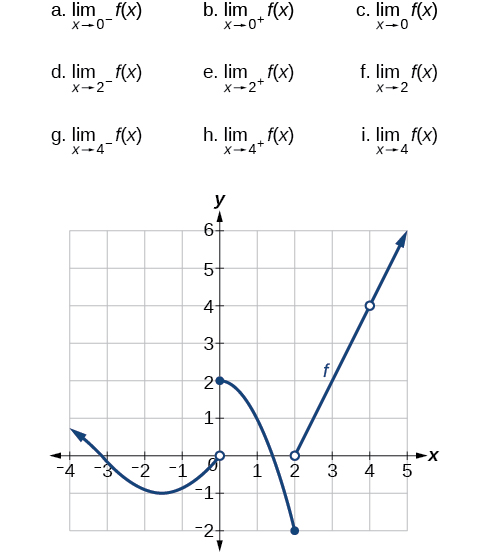 a. lim x→0⁻ f(x) b. lim x→0⁺ f(x) c. lim x→0 f(x)
d. lim x→2⁻ f(x) e. lim x→2⁺ f(x) f. lim x→2 f(x)
g. lim x→4⁻ f(x) h. lim x→4⁺ f(x) i. lim x→4 f(x)
y
6
5
4
3
f
2
1
−4 −3 −2 −1 0 1 2 3 4 5 x
−1
−2